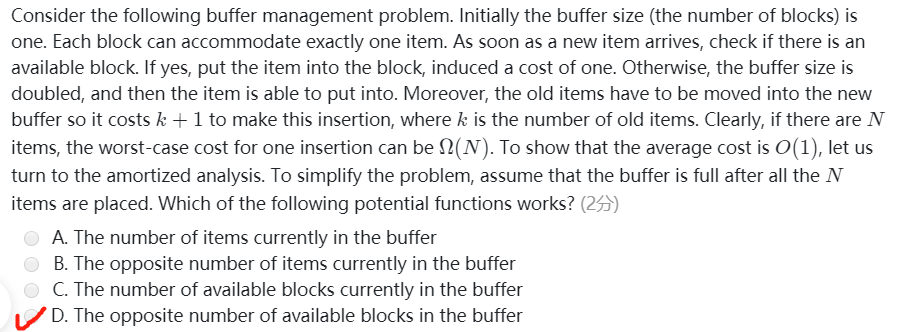 Consider the following buffer management problem. Initially the buffer size (the number of blocks) is
one. Each block can accommodate exactly one item. As soon as a new item arrives, check if there is an
available block. If yes, put the item into the block, induced a cost of one. Otherwise, the buffer size is
doubled, and then the item is able to put into. Moreover, the old items have to be moved into the new
buffer so it costs k + 1 to make this insertion, where k is the number of old items. Clearly, if there are N
items, the worst-case cost for one insertion can be Ω(N). To show that the average cost is O(1), let us
turn to the amortized analysis. To simplify the problem, assume that the buffer is full after all the N
items are placed. Which of the following potential functions works? (2分)
A. The number of items currently in the buffer
B. The opposite number of items currently in the buffer
C. The number of available blocks currently in the buffer
D. The opposite number of available blocks in the buffer